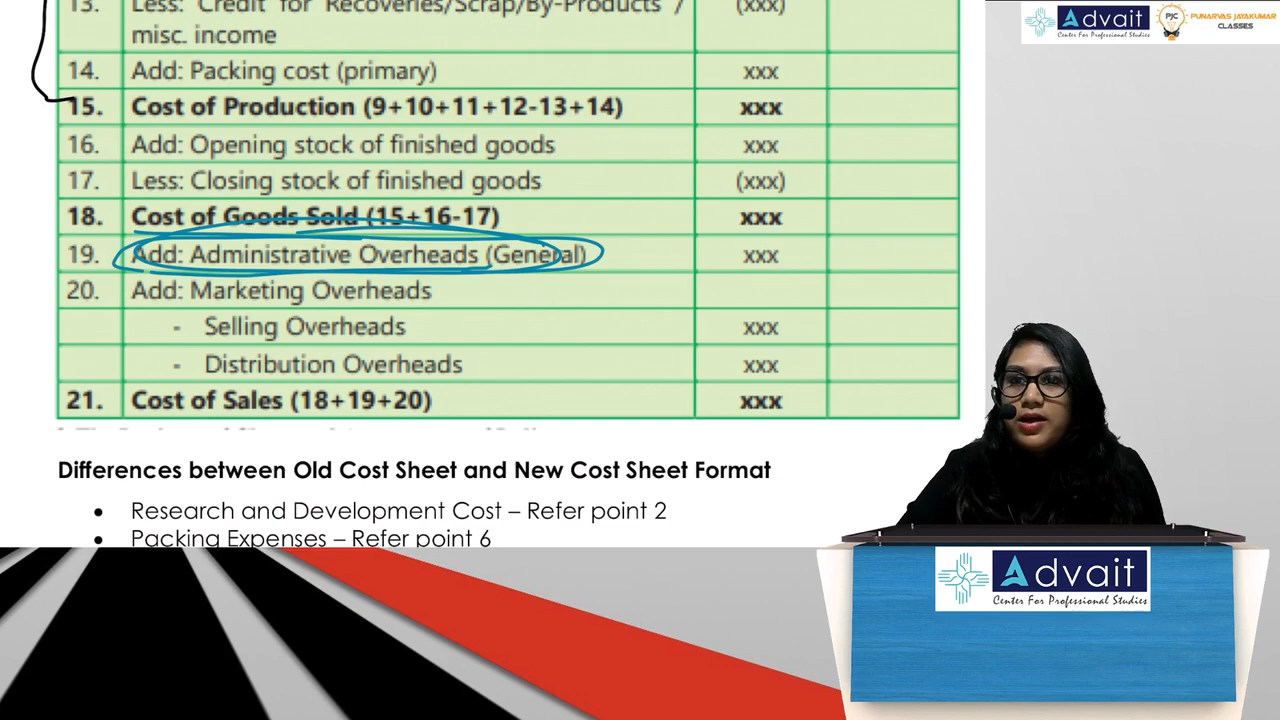 13. Less: Credit for Recoveries/Scrap/By-Products / (xxx)
misc. income
14. Add: Packing cost (primary) xxx
15. Cost of Production (9+10+11+12-13+14) xxx
16. Add: Opening stock of finished goods xxx
17. Less: Closing stock of finished goods (xxx)
18. Cost of Goods Sold (15+16-17) xxx
19. Add: Administrative Overheads (General) xxx
20. Add: Marketing Overheads
- Selling Overheads xxx
- Distribution Overheads xxx
21. Cost of Sales (18+19+20) xxx
Differences between Old Cost Sheet and New Cost Sheet Format
• Research and Development Cost – Refer point 2
• Packing Expenses – Refer point 6
Advait
Center For Professional Studies
PJC
PUNARVAS JAYAKUMAR
CLASSES
Advait
Center For Professional Studies